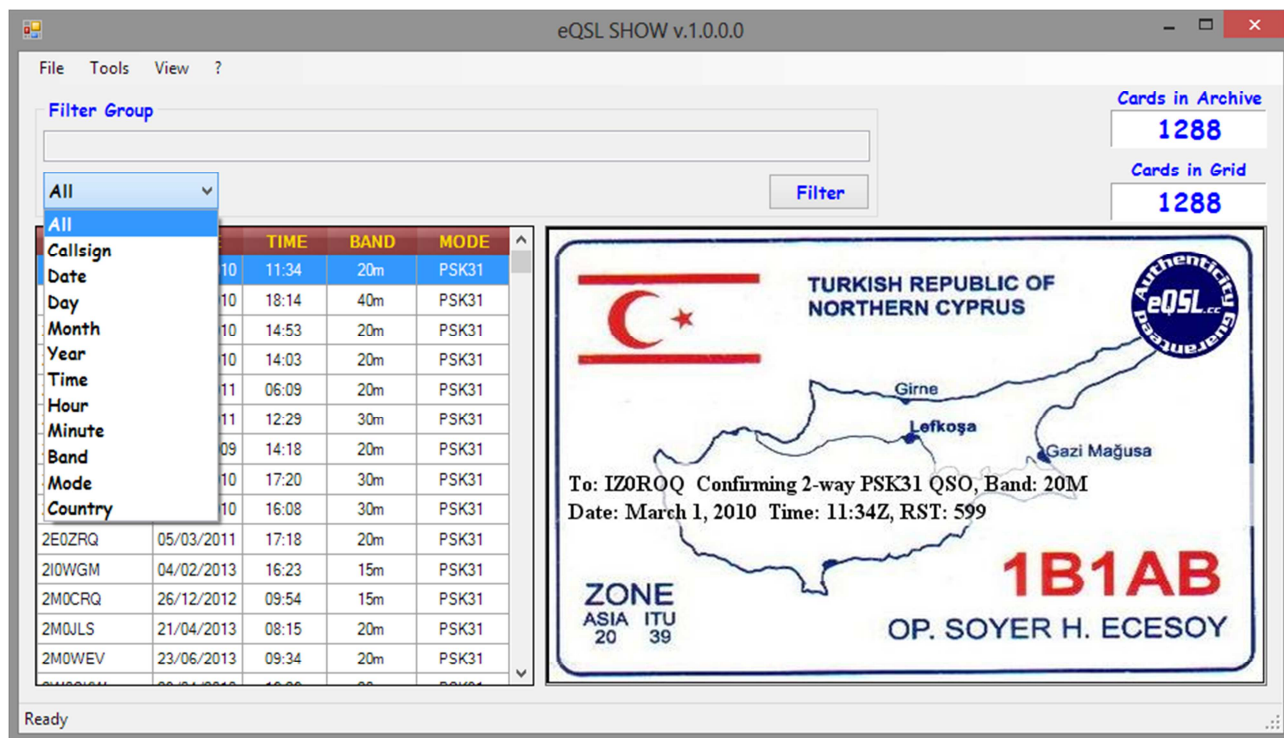 eQSL SHOW v.1.0.0.0
File Tools View ?
Filter Group
Cards in Archive
1288
Cards in Grid
1288
All
Filter
All
Callsign
Date
Day
Month
Year
Time
Hour
Minute
Band
Mode
Country
TIME BAND MODE
10 11:34 20m PSK31
10 18:14 40m PSK31
10 14:53 20m PSK31
10 14:03 20m PSK31
11 06:09 20m PSK31
11 12:29 30m PSK31
09 14:18 20m PSK31
10 17:20 30m PSK31
10 16:08 30m PSK31
2E0ZRQ 05/03/2011 17:18 20m PSK31
2I0WGM 04/02/2013 16:23 15m PSK31
2M0CRQ 26/12/2012 09:54 15m PSK31
2M0JLS 21/04/2013 08:15 20m PSK31
2M0WEV 23/06/2013 09:34 20m PSK31
TURKISH REPUBLIC OF
NORTHERN CYPRUS
Authenticity
eQSL.cc
Guaranteed
Girne
Lefkoşa
Gazi Mağusa
To: IZ0ROQ Confirming 2-way PSK31 QSO, Band: 20M
Date: March 1, 2010 Time: 11:34Z, RST: 599
1B1AB
ZONE
ASIA ITU
20 39
OP. SOYER H. ECESOY
Ready